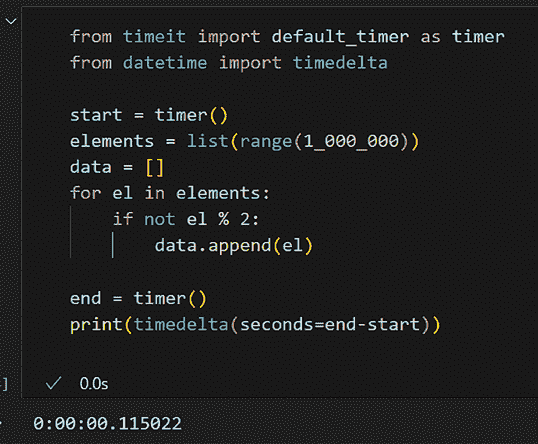 from timeit import default_timer as timer
from datetime import timedelta

start = timer()
elements = list(range(1_000_000))
data = []
for el in elements:
    if not el % 2:
        data.append(el)

end = timer()
print(timedelta(seconds=end-start))
]
✓ 0.0s
0:00:00.115022